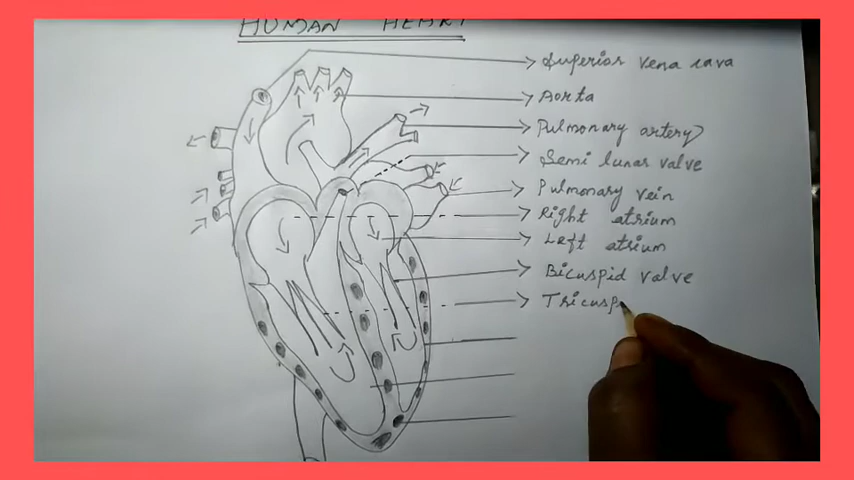 HUMAN HEART
Superior vena cava
Aorta
Pulmonary artery
Semi lunar valve
Pulmonary vein
Right atrium
Left atrium
Bicuspid valve
Tricusp